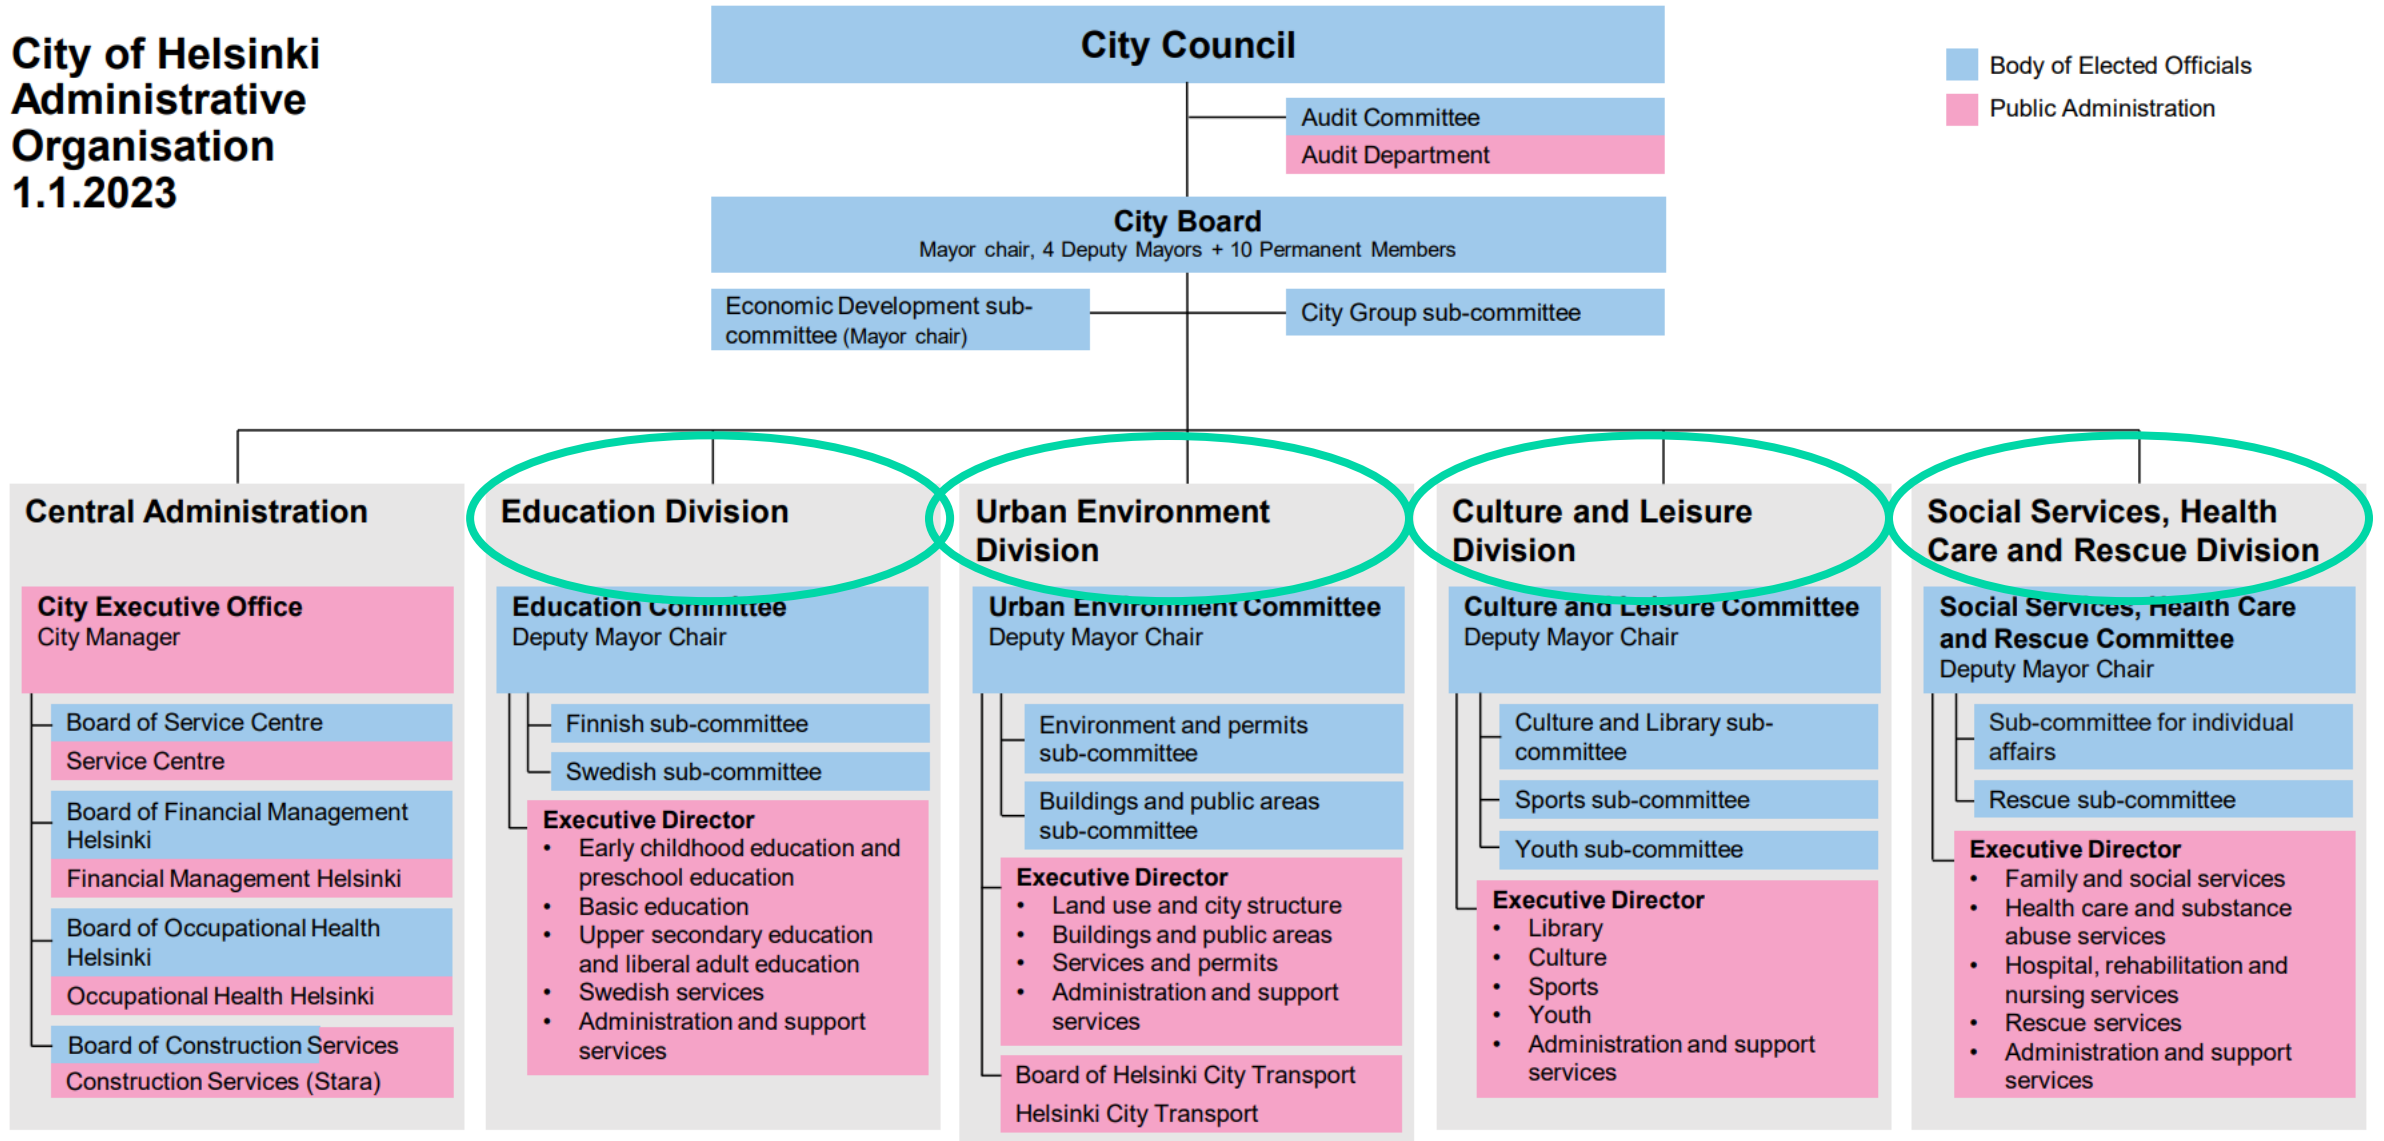 City of Helsinki
Administrative
Organisation
1.1.2023
City Council
Body of Elected Officials
Public Administration
Audit Committee
Audit Department
City Board
Mayor chair, 4 Deputy Mayors + 10 Permanent Members
Economic Development sub-
committee (Mayor chair)
City Group sub-committee
Central Administration
City Executive Office
City Manager
Board of Service Centre
Service Centre
Board of Financial Management
Helsinki
Financial Management Helsinki
Board of Occupational Health
Helsinki
Occupational Health Helsinki
Board of Construction Services
Construction Services (Stara)
Education Division
Education Committee
Deputy Mayor Chair
Finnish sub-committee
Swedish sub-committee
Executive Director
• Early childhood education and
preschool education
• Basic education
• Upper secondary education
and liberal adult education
• Swedish services
• Administration and support
services
Urban Environment
Division
Urban Environment Committee
Deputy Mayor Chair
Environment and permits
sub-committee
Buildings and public areas
sub-committee
Executive Director
• Land use and city structure
• Buildings and public areas
• Services and permits
• Administration and support
services
Board of Helsinki City Transport
Helsinki City Transport
Culture and Leisure
Division
Culture and Leisure Committee
Deputy Mayor Chair
Culture and Library sub-
committee
Sports sub-committee
Youth sub-committee
Executive Director
• Library
• Culture
• Sports
• Youth
• Administration and support
services
Social Services, Health
Care and Rescue Division
Social Services, Health Care
and Rescue Committee
Deputy Mayor Chair
Sub-committee for individual
affairs
Rescue sub-committee
Executive Director
• Family and social services
• Health care and substance
abuse services
• Hospital, rehabilitation and
nursing services
• Rescue services
• Administration and support
services